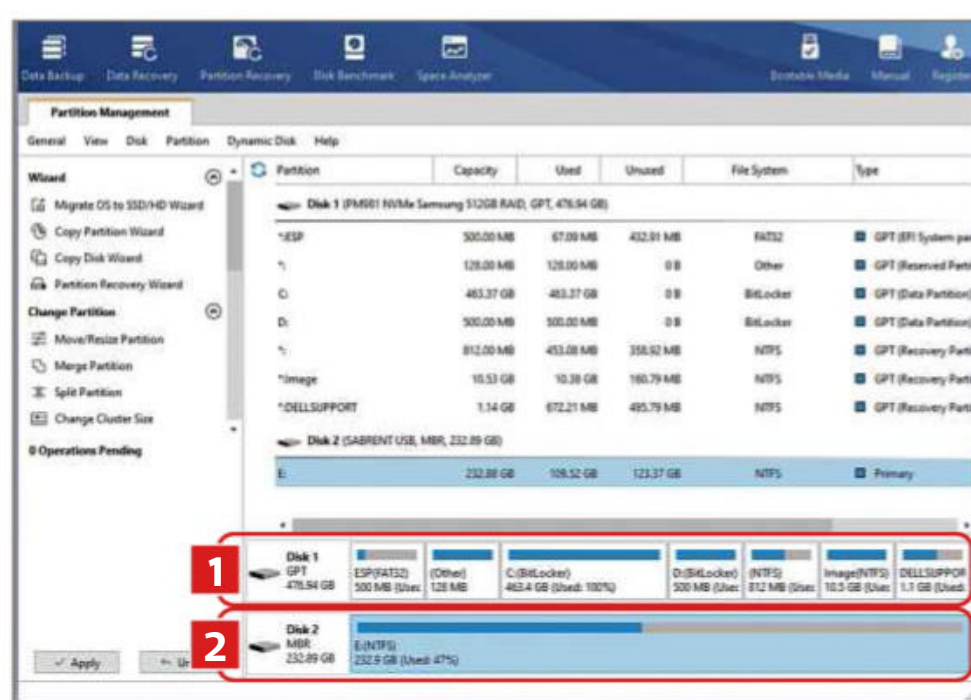 Data Backup Data Recovery Partition Recovery Disk Benchmark Space Analyzer Bootable Media Manual Register
Partition Management
General View Disk Partition Dynamic Disk Help
Wizard
Migrate OS to SSD/HD Wizard
Copy Partition Wizard
Copy Disk Wizard
Partition Recovery Wizard
Change Partition
Move/Resize Partition
Merge Partition
Split Partition
Change Cluster Size
0 Operations Pending
Partition Capacity Used Unused File System Type
Disk 1 (PM981 NVMe Samsung 512GB RAID, GPT, 476.94 GB)
*:ESP 500.00 MB 67.09 MB 432.91 MB FAT32 GPT (EFI System par
*: 128.00 MB 128.00 MB 0 B Other GPT (Reserved Parti
C: 463.37 GB 463.37 GB 0 B BitLocker GPT (Data Partition)
D: 500.00 MB 500.00 MB 0 B BitLocker GPT (Data Partition)
*: 812.00 MB 453.08 MB 358.92 MB NTFS GPT (Recovery Parti
*:Image 10.53 GB 10.38 GB 160.79 MB NTFS GPT (Recovery Parti
*:DELLSUPPORT 1.14 GB 672.21 MB 495.79 MB NTFS GPT (Recovery Parti
Disk 2 (SABRENT USB, MBR, 232.89 GB)
E: 232.88 GB 109.52 GB 123.37 GB NTFS Primary
1
Disk 1
GPT
476.94 GB
ESP(FAT32) (Other) C:(BitLocker) D:(BitLocker) (NTFS) Image(NTFS) DELLSUPPOR
500 MB (Used 128 MB 463.4 GB (Used: 100%) 500 MB (Used 812 MB (Used 10.5 GB (Used 1.1 GB (Used:
2
Disk 2
MBR
232.89 GB
E:(NTFS)
232.9 GB (Used: 47%)
Apply Un